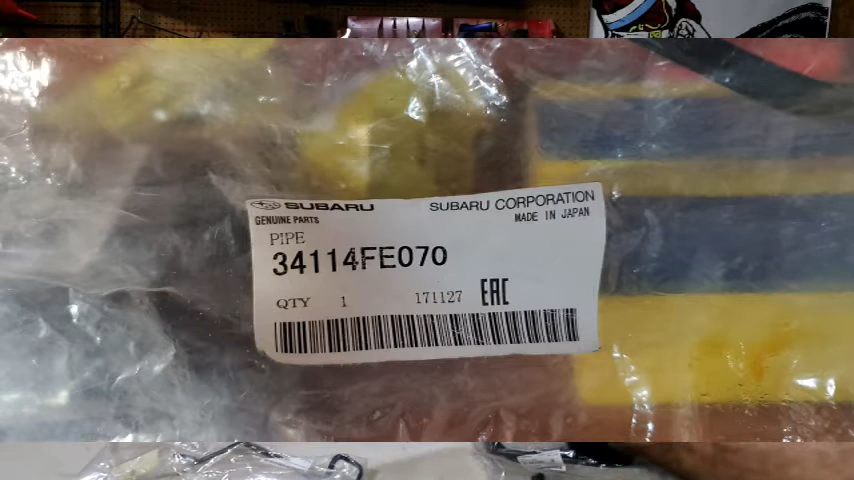 SUBARU SUBARU CORPORATION
GENUINE PARTS MADE IN JAPAN
PIPE
34114FE070
QTY 1 171127 EAC